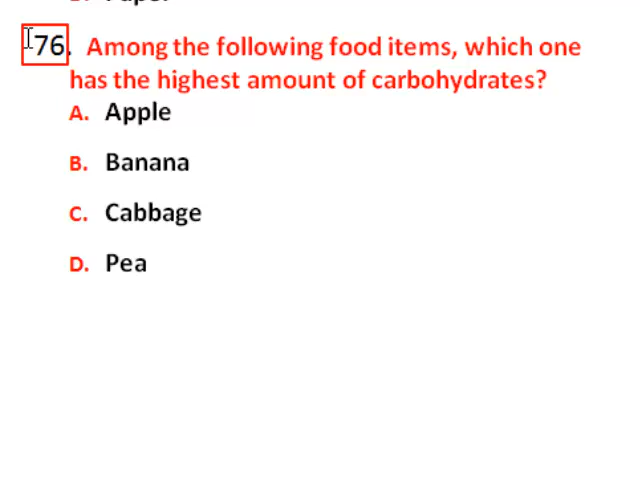 76. Among the following food items, which one
has the highest amount of carbohydrates?
A. Apple
B. Banana
C. Cabbage
D. Pea